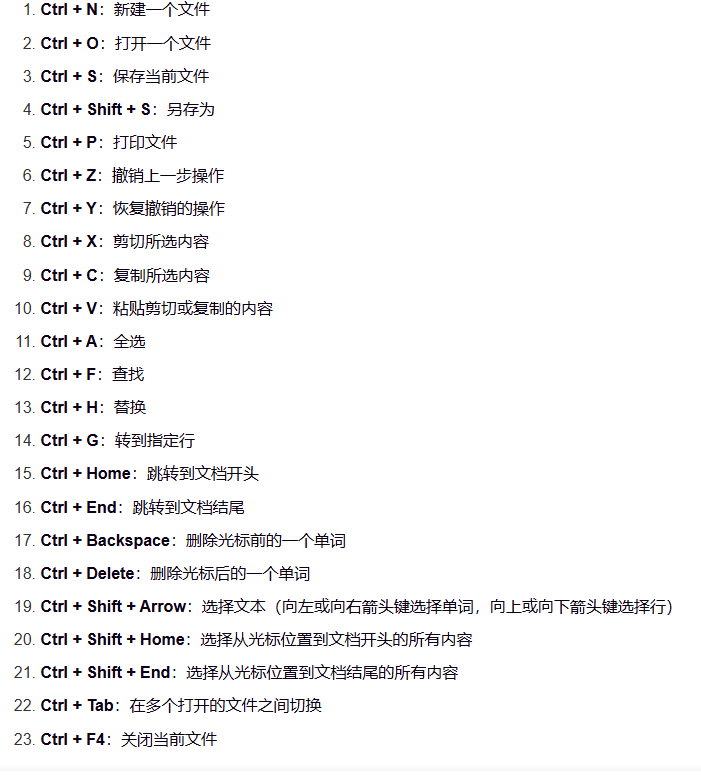 1. Ctrl + N：新建一个文件
2. Ctrl + O：打开一个文件
3. Ctrl + S：保存当前文件
4. Ctrl + Shift + S：另存为
5. Ctrl + P：打印文件
6. Ctrl + Z：撤销上一步操作
7. Ctrl + Y：恢复撤销的操作
8. Ctrl + X：剪切所选内容
9. Ctrl + C：复制所选内容
10. Ctrl + V：粘贴剪切或复制的内容
11. Ctrl + A：全选
12. Ctrl + F：查找
13. Ctrl + H：替换
14. Ctrl + G：转到指定行
15. Ctrl + Home：跳转到文档开头
16. Ctrl + End：跳转到文档结尾
17. Ctrl + Backspace：删除光标前的一个单词
18. Ctrl + Delete：删除光标后的一个单词
19. Ctrl + Shift + Arrow：选择文本（向左或向右箭头键选择单词，向上或向下箭头键选择行）
20. Ctrl + Shift + Home：选择从光标位置到文档开头的所有内容
21. Ctrl + Shift + End：选择从光标位置到文档结尾的所有内容
22. Ctrl + Tab：在多个打开的文件之间切换
23. Ctrl + F4：关闭当前文件